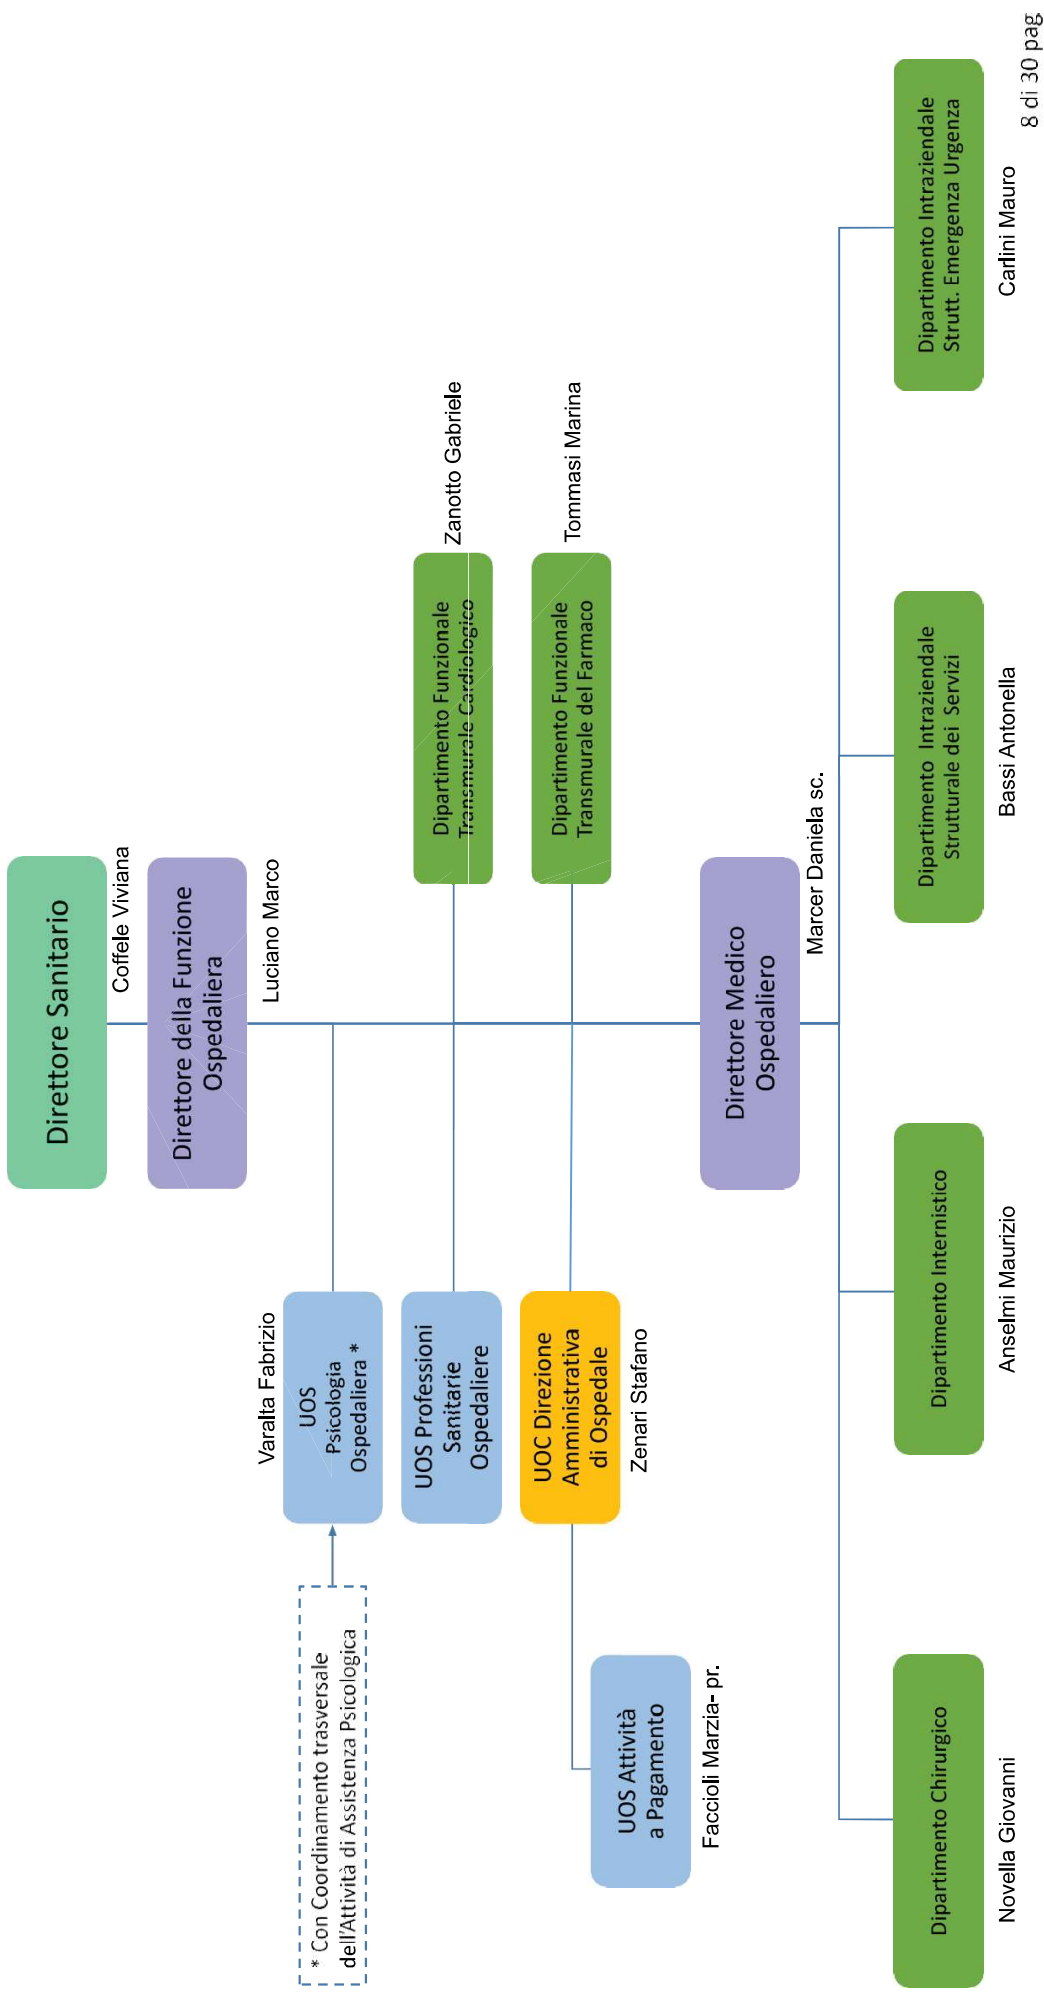 Direttore Sanitario
Coffele Viviana
Direttore della Funzione
Ospedaliera
Luciano Marco
Varalta Fabrizio
UOS
Psicologia
Ospedaliera *
* Con Coordinamento trasversale
dell'Attività di Assistenza Psicologica
UOS Professioni
Sanitarie
Ospedaliere
Dipartimento Funzionale
Transmurale Cardiologico
Zanotto Gabriele
UOC Direzione
Amministrativa
di Ospedale
Zenari Stafano
Dipartimento Funzionale
Transmurale del Farmaco
Tommasi Marina
UOS Attività
a Pagamento
Faccioli Marzia- pr.
Direttore Medico
Ospedaliero
Marcer Daniela sc.
Dipartimento Chirurgico
Novella Giovanni
Dipartimento Internistico
Anselmi Maurizio
Dipartimento Intraziendale
Strutturale dei Servizi
Bassi Antonella
Dipartimento Intraziendale
Strutt. Emergenza Urgenza
Carlini Mauro
8 di 30 pag.